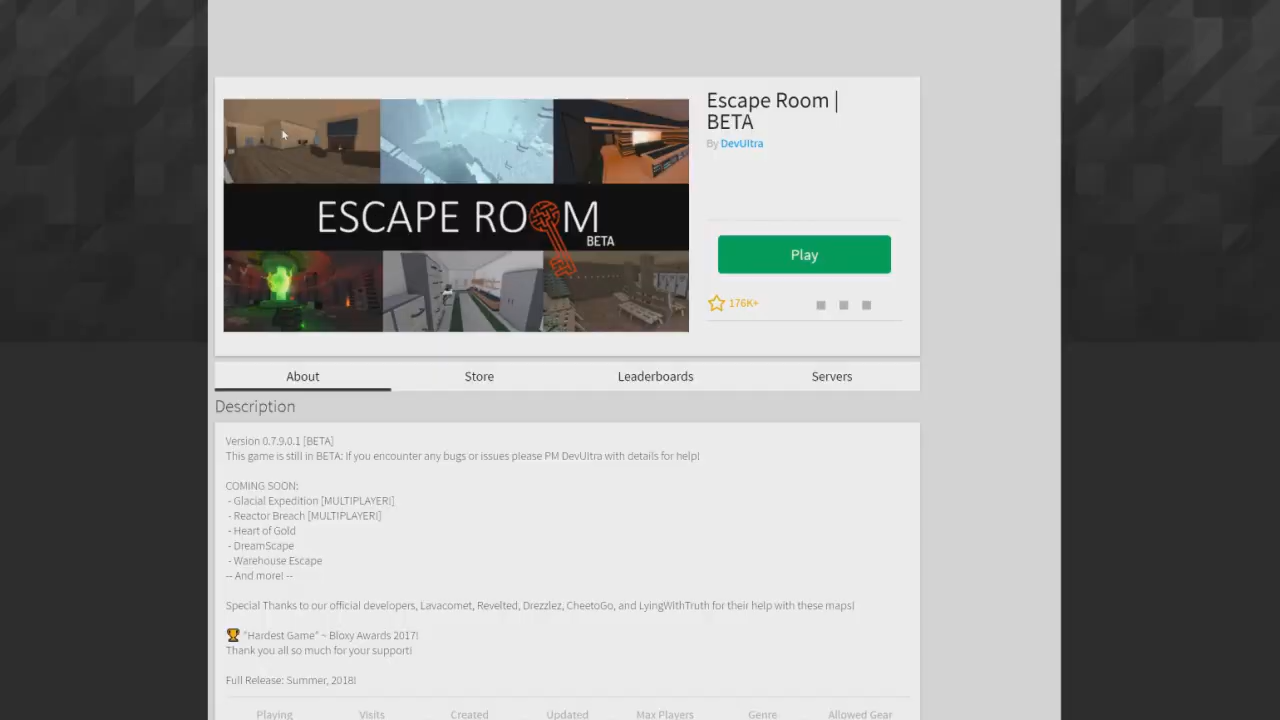 ESCAPE ROOM
BETA
Escape Room |
BETA
By DevUltra
Play
176K+
About
Store
Leaderboards
Servers
Description
Version 0.7.9.0.1 [BETA]
This game is still in BETA: If you encounter any bugs or issues please PM DevUltra with details for help!
COMING SOON:
- Glacial Expedition [MULTIPLAYER!]
- Reactor Breach [MULTIPLAYER!]
- Heart of Gold
- DreamScape
- Warehouse Escape
-- And more! --
Special Thanks to our official developers, Lavacomet, Revelted, Drezzlez, CheetoGo, and LyingWithTruth for their help with these maps!
🏆 "Hardest Game" ~ Bloxy Awards 2017!
Thank you all so much for your support!
Full Release: Summer, 2018!
Playing
Visits
Created
Updated
Max Players
Genre
Allowed Gear